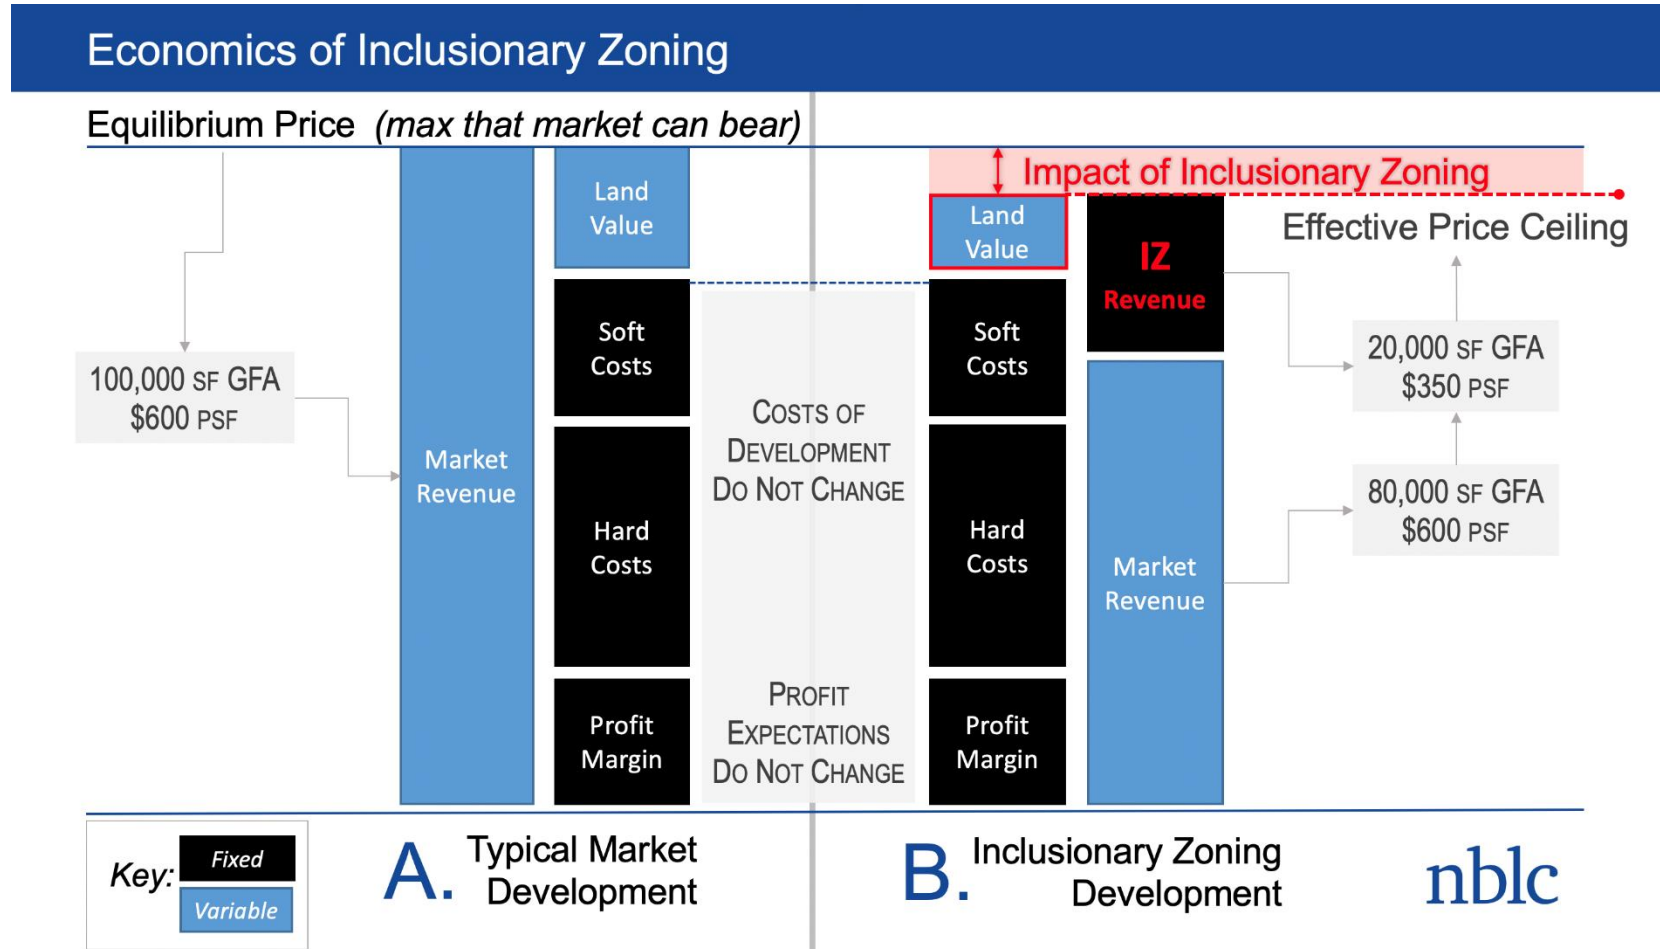 Economics of Inclusionary Zoning
Equilibrium Price (max that market can bear)
Impact of Inclusionary Zoning
Effective Price Ceiling
100,000 SF GFA
$600 PSF
Market
Revenue
Land
Value
Soft
Costs
Hard
Costs
Profit
Margin
COSTS OF
DEVELOPMENT
DO NOT CHANGE
PROFIT
EXPECTATIONS
DO NOT CHANGE
Land
Value
Soft
Costs
Hard
Costs
Profit
Margin
IZ
Revenue
Market
Revenue
20,000 SF GFA
$350 PSF
80,000 SF GFA
$600 PSF
Key:
Fixed
Variable
A. Typical Market
Development
B. Inclusionary Zoning
Development
nblc